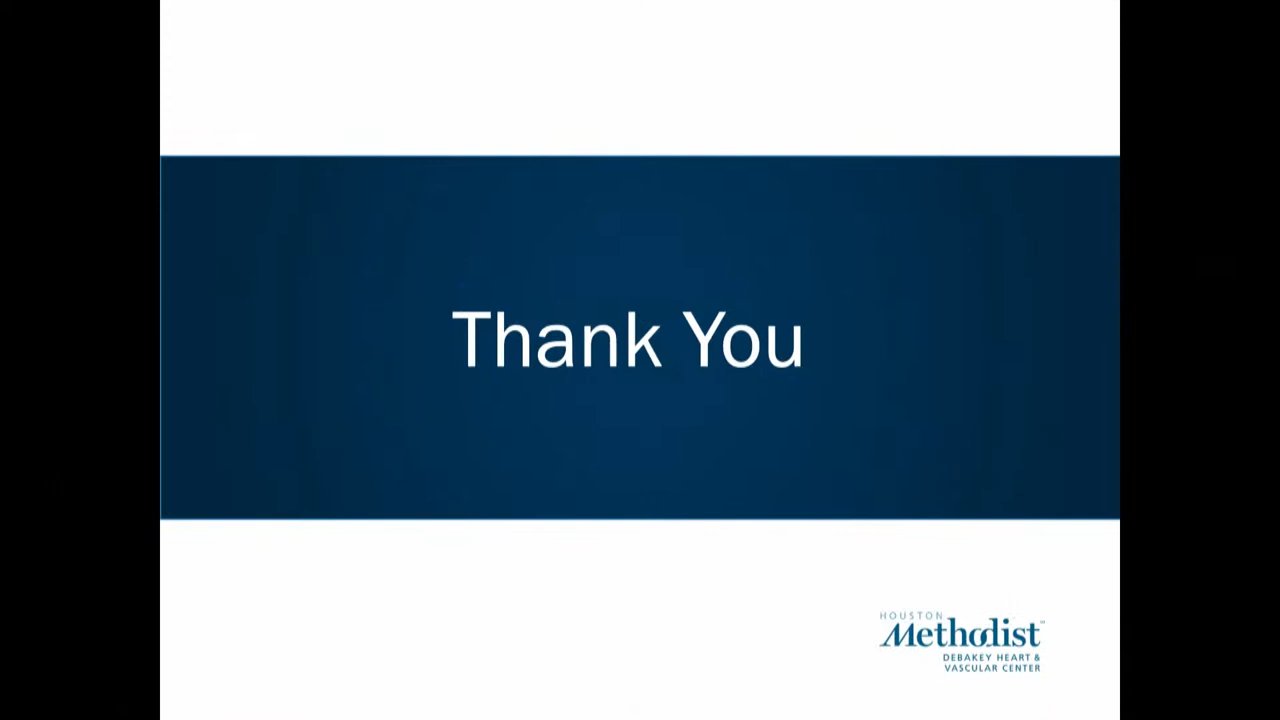 Thank You
HOUSTON
Methodist
DEBAKEY HEART &
VASCULAR CENTER